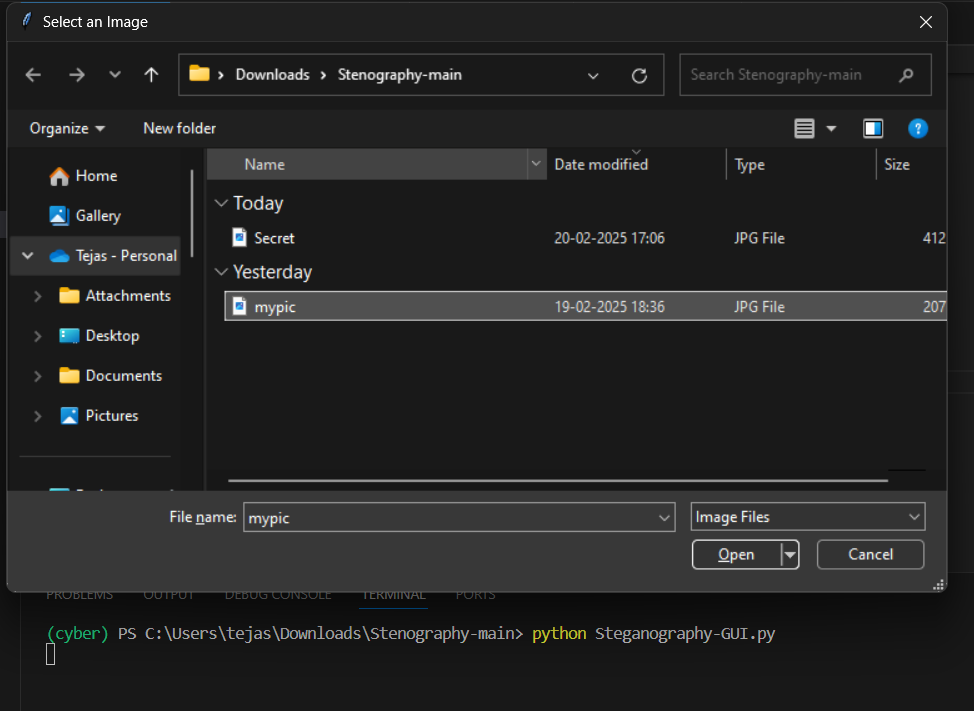 Select an Image
Downloads
Stenography-main
Search Stenography-main
Organize
New folder
Name
Date modified
Type
Size
Home
Gallery
Tejas - Personal
Attachments
Desktop
Documents
Pictures
Today
Secret 20-02-2025 17:06 JPG File 412
Yesterday
mypic 19-02-2025 18:36 JPG File 207
File name: mypic
Image Files
Open
Cancel
PROBLEMS OUTPUT DEBUG CONSOLE TERMINAL PORTS
(cyber) PS C:\Users\tejas\Downloads\Stenography-main> python Steganography-GUI.py